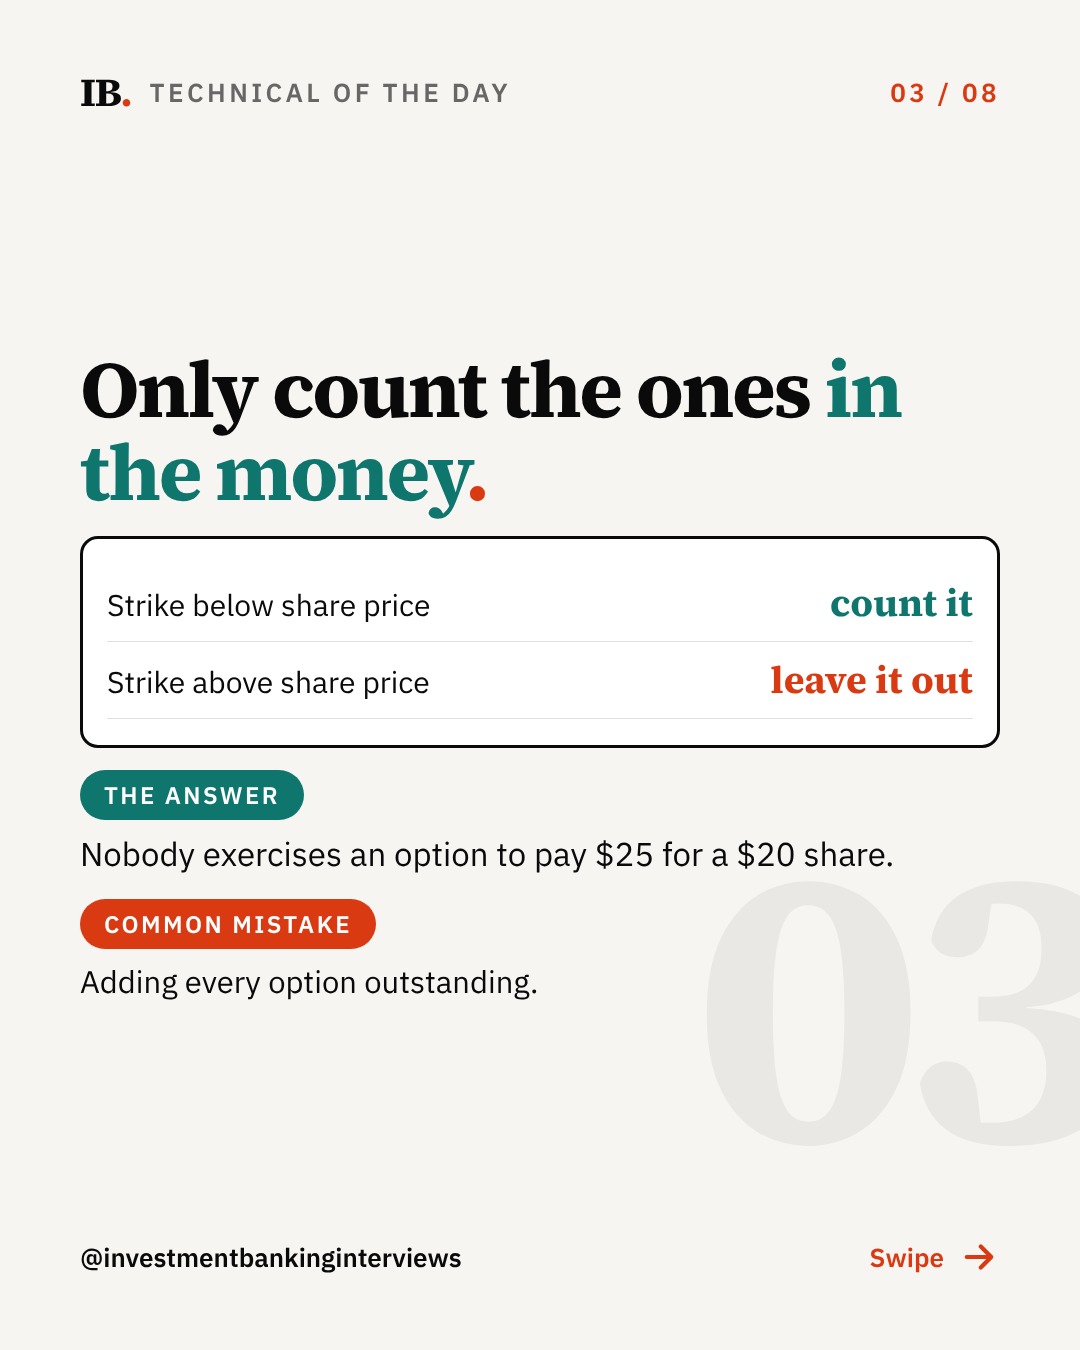 IB. TECHNICAL OF THE DAY 03 / 08
Only count the ones in
the money.
Strike below share price count it
Strike above share price leave it out
THE ANSWER
Nobody exercises an option to pay $25 for a $20 share.
COMMON MISTAKE
Adding every option outstanding.
03
@investmentbankinginterviews Swipe →